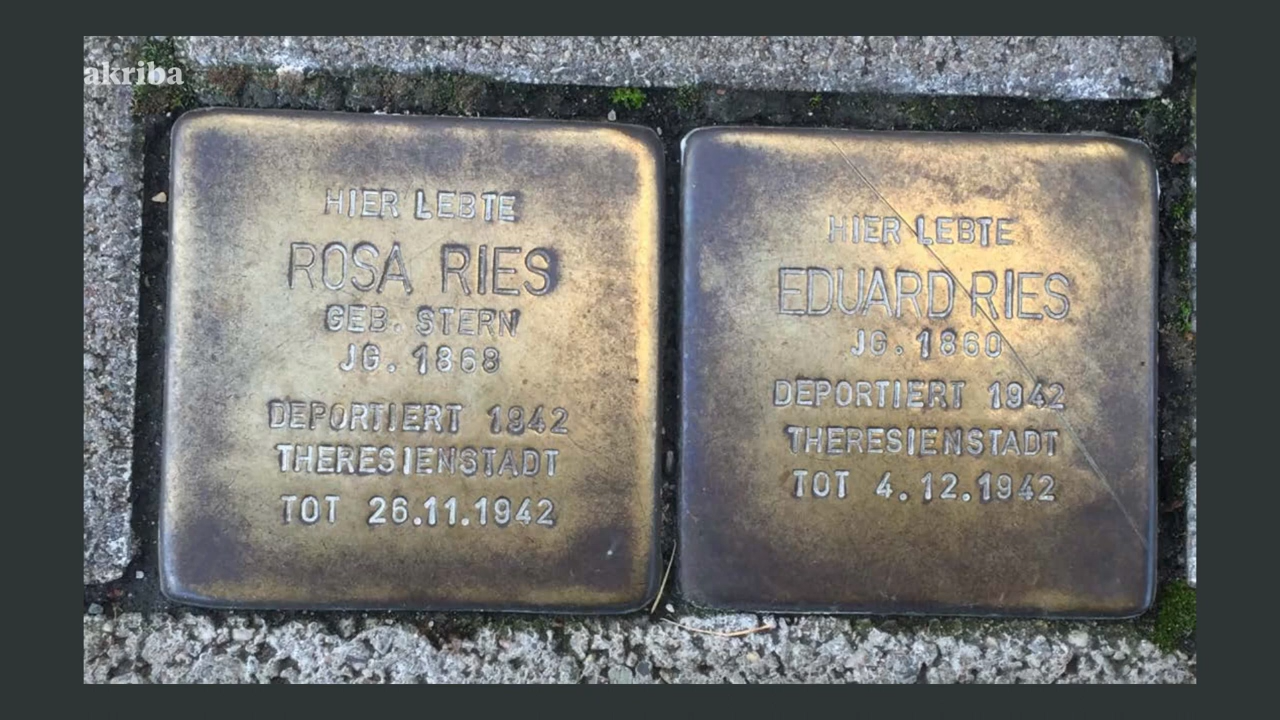 akriba
HIER LEBTE
ROSA RIES
GEB. STERN
JG. 1868
DEPORTIERT 1942
THERESIENSTADT
TOT 26.11.1942
HIER LEBTE
EDUARD RIES
JG. 1860
DEPORTIERT 1942
THERESIENSTADT
TOT 4.12.1942